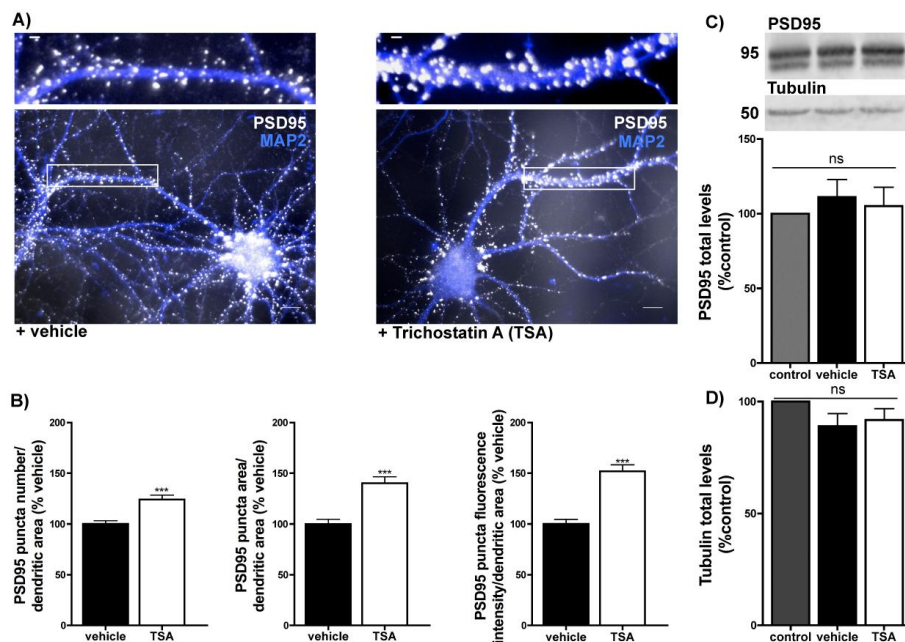 A)
PSD95
MAP2
+ vehicle
PSD95
MAP2
+ Trichostatin A (TSA)
B)
PSD95 puncta number/
dendritic area (% vehicle)
200
150
100
50
0
***
vehicle TSA
PSD95 puncta area/
dendritic area (% vehicle)
200
150
100
50
0
***
vehicle TSA
PSD95 puncta fluorescence
intensity/dendritic area (% vehicle)
200
150
100
50
0
***
vehicle TSA
C)
PSD95
95
Tubulin
50
PSD95 total levels
(%control)
150
100
50
0
ns
control vehicle TSA
D)
Tubulin total levels
(%control)
100
50
0
ns
control vehicle TSA